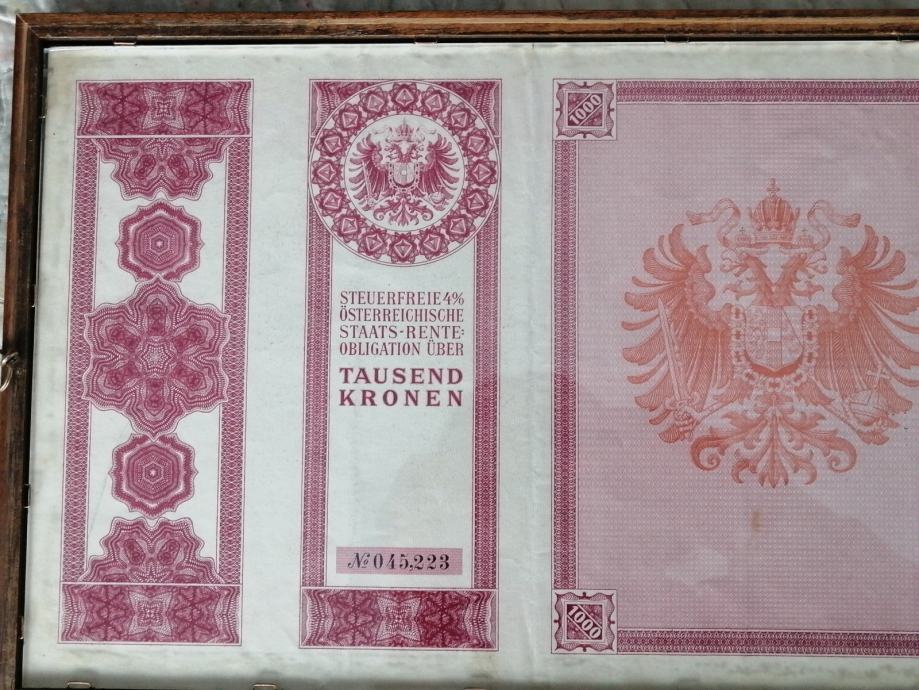 STEUERFREIE 4%
ÖSTERREICHISCHE
STAATS-RENTE:
OBLIGATION ÜBER
TAUSEND
KRONEN
№ 045,223
1000
1000